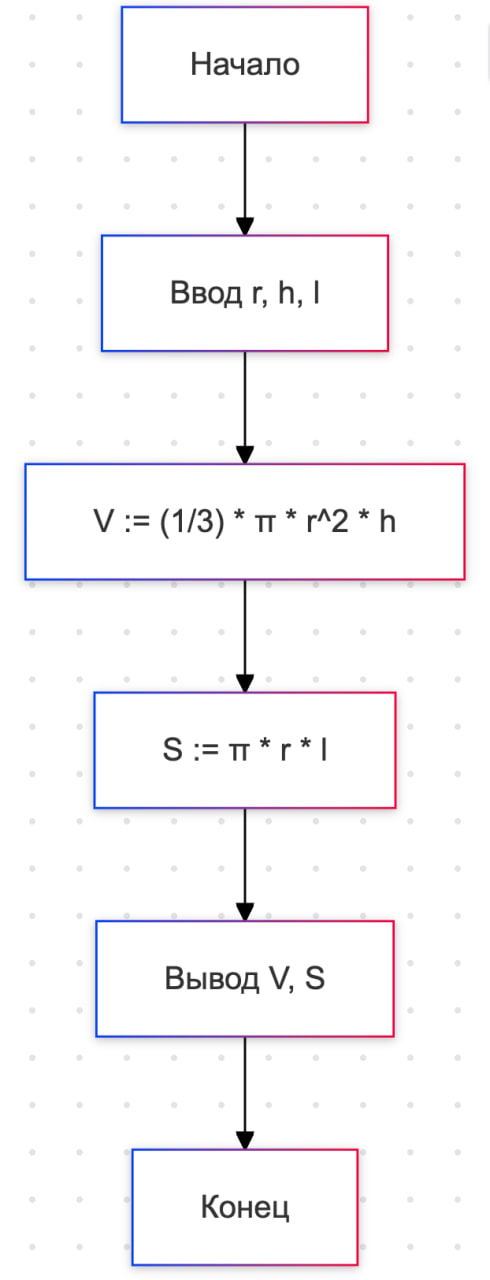 Начало
Ввод r, h, l
V := (1/3) * π * r^2 * h
S := π * r * l
Вывод V, S
Конец